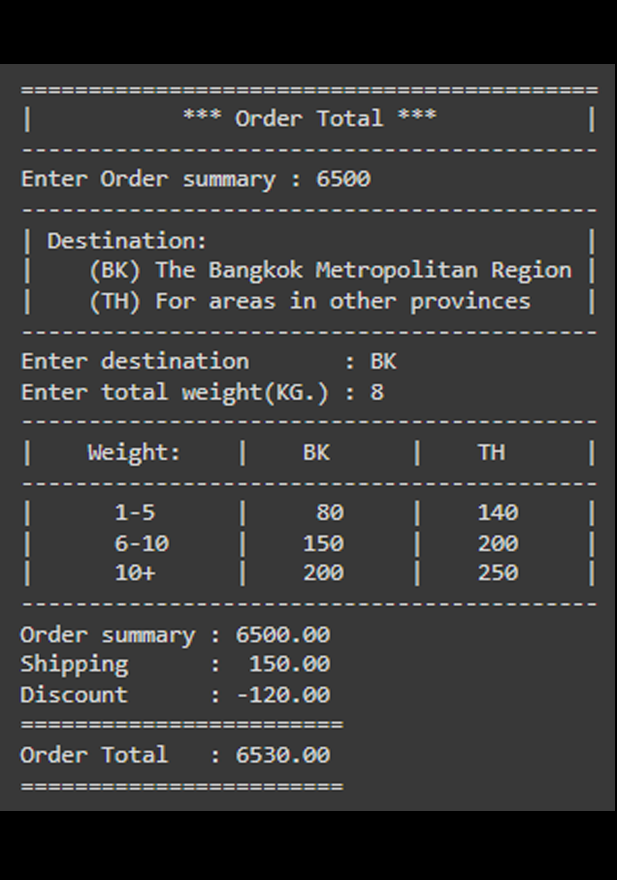 ===========================================
|           *** Order Total ***           |
-------------------------------------------
Enter Order summary : 6500
-------------------------------------------
| Destination:                            |
|    (BK) The Bangkok Metropolitan Region |
|    (TH) For areas in other provinces    |
-------------------------------------------
Enter destination       : BK
Enter total weight(KG.) : 8
-------------------------------------------
|    Weight:    |    BK      |    TH      |
-------------------------------------------
|      1-5      |     80     |    140     |
|      6-10     |    150     |    200     |
|      10+      |    200     |    250     |
-------------------------------------------
Order summary : 6500.00
Shipping      :  150.00
Discount      : -120.00
========================
Order Total   : 6530.00
========================